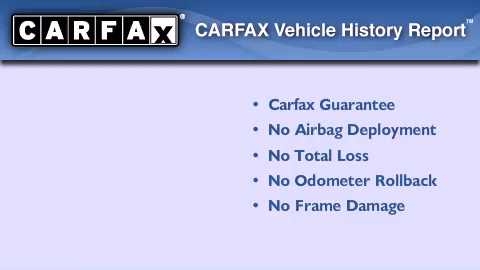 CARFAX® CARFAX Vehicle History Report™
• Carfax Guarantee
• No Airbag Deployment
• No Total Loss
• No Odometer Rollback
• No Frame Damage